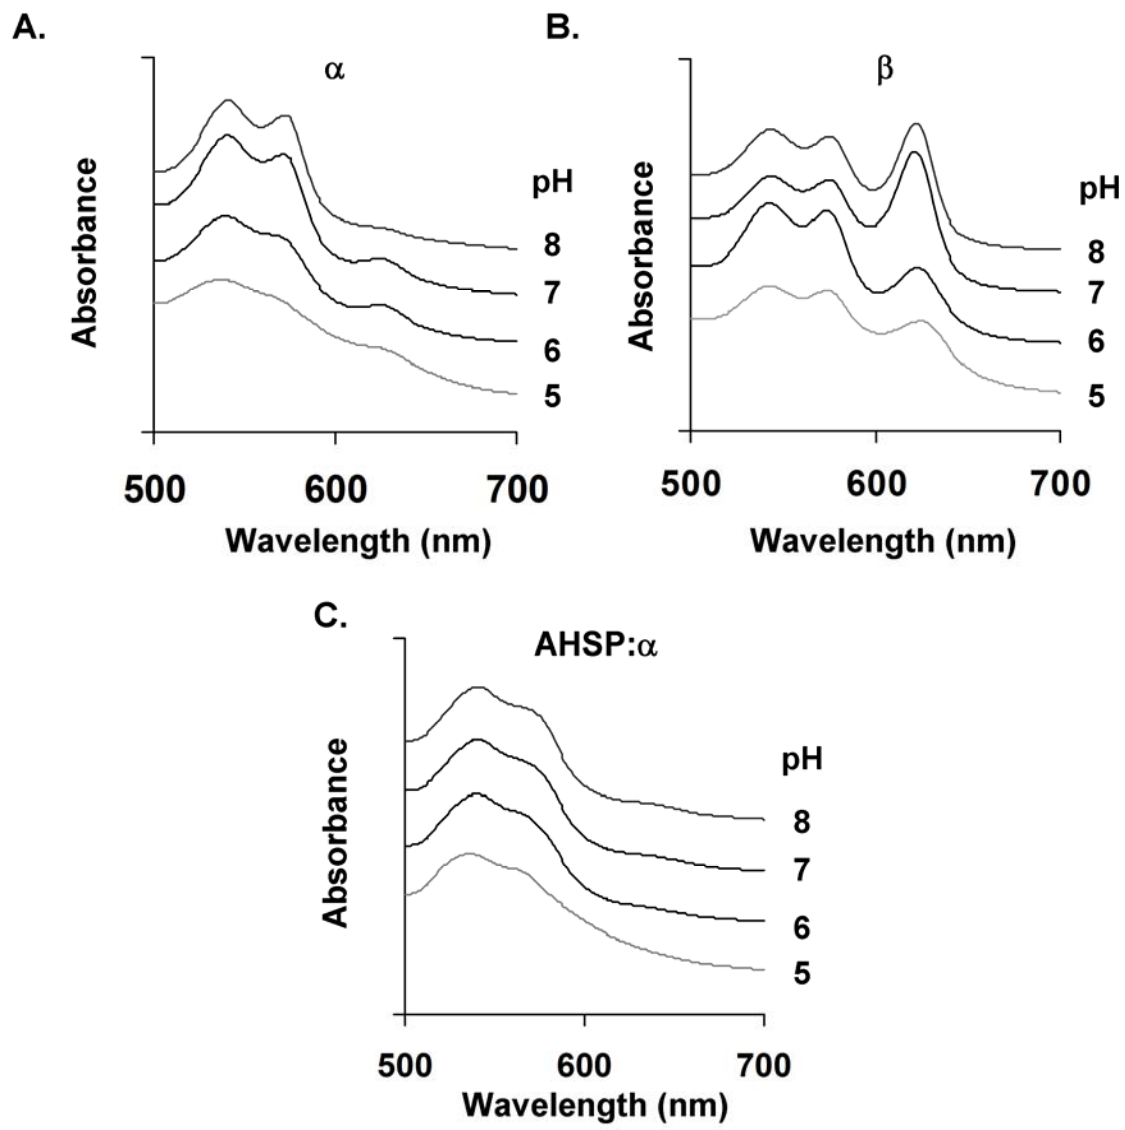 A.
α
Absorbance
pH
8
7
6
5
500 600 700
Wavelength (nm)
B.
β
Absorbance
pH
8
7
6
5
500 600 700
Wavelength (nm)
C.
AHSP:α
Absorbance
pH
8
7
6
5
500 600 700
Wavelength (nm)